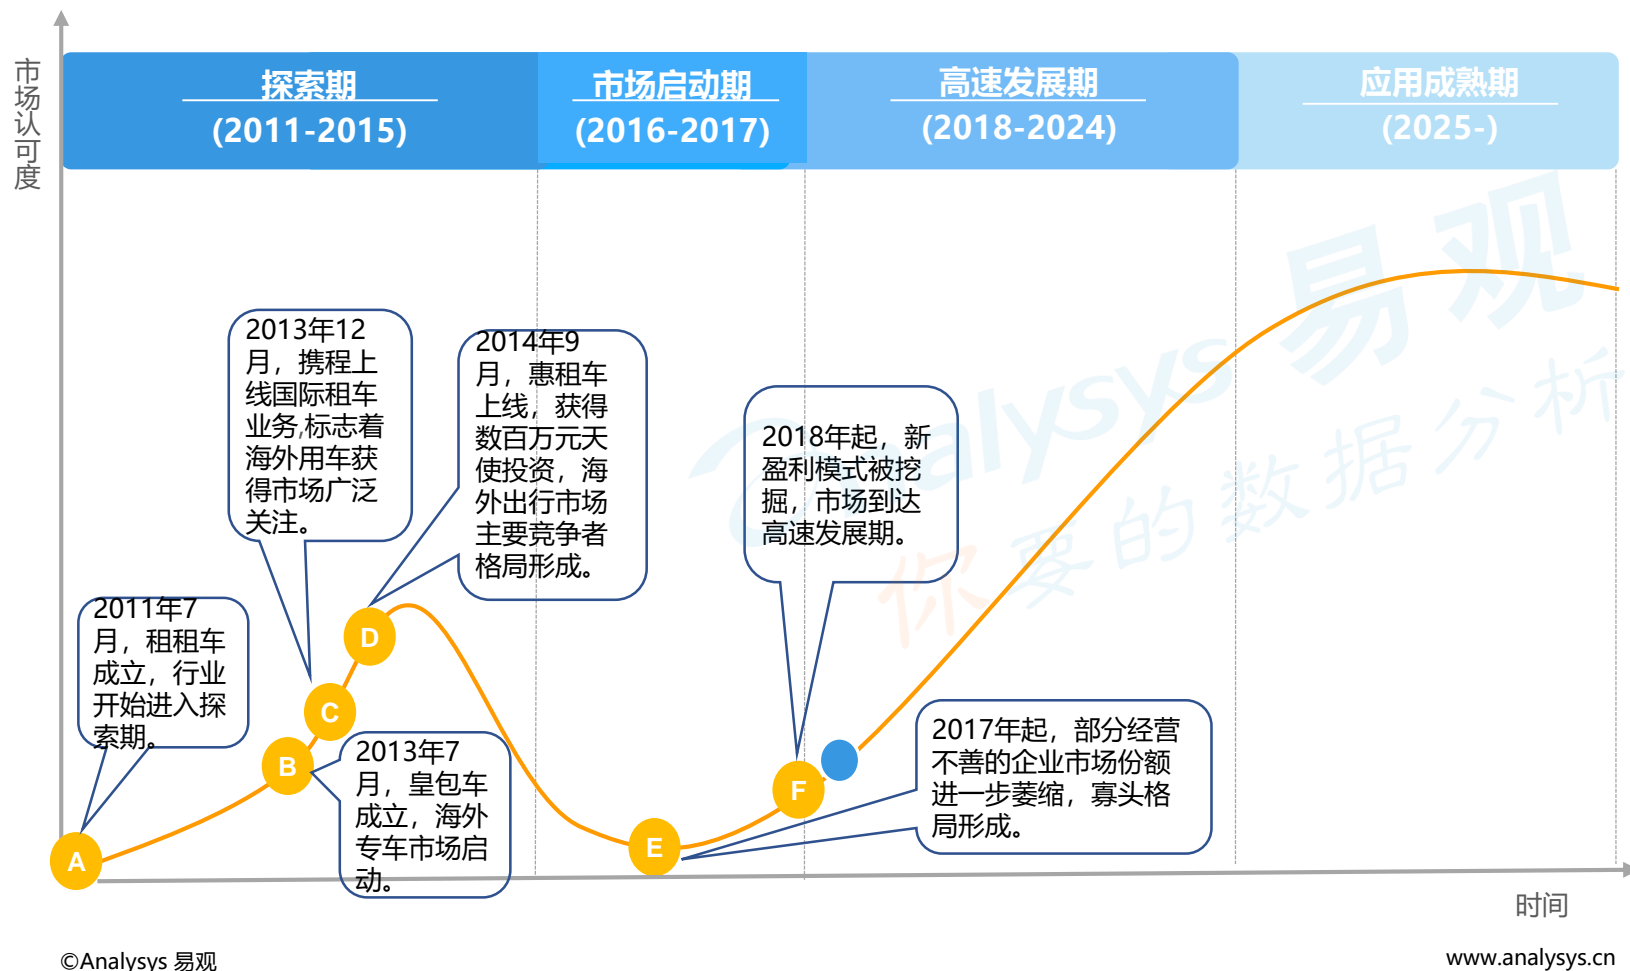 市场认可度
探索期
(2011-2015)
市场启动期
(2016-2017)
高速发展期
(2018-2024)
应用成熟期
(2025-)
2013年12
月，携程上
线国际租车
业务,标志着
海外用车获
得市场广泛
关注。
2014年9
月，惠租车
上线，获得
数百万元天
使投资，海
外出行市场
主要竞争者
格局形成。
2018年起，新
盈利模式被挖
掘，市场到达
高速发展期。
2011年7
月，租租车
成立，行业
开始进入探
索期。
2013年7
月，皇包车
成立，海外
专车市场启
动。
2017年起，部分经营
不善的企业市场份额
进一步萎缩，寡头格
局形成。
A
B
C
D
E
F
Analysys 易观
你要的数据分析
时间
©Analysys 易观
www.analysys.cn